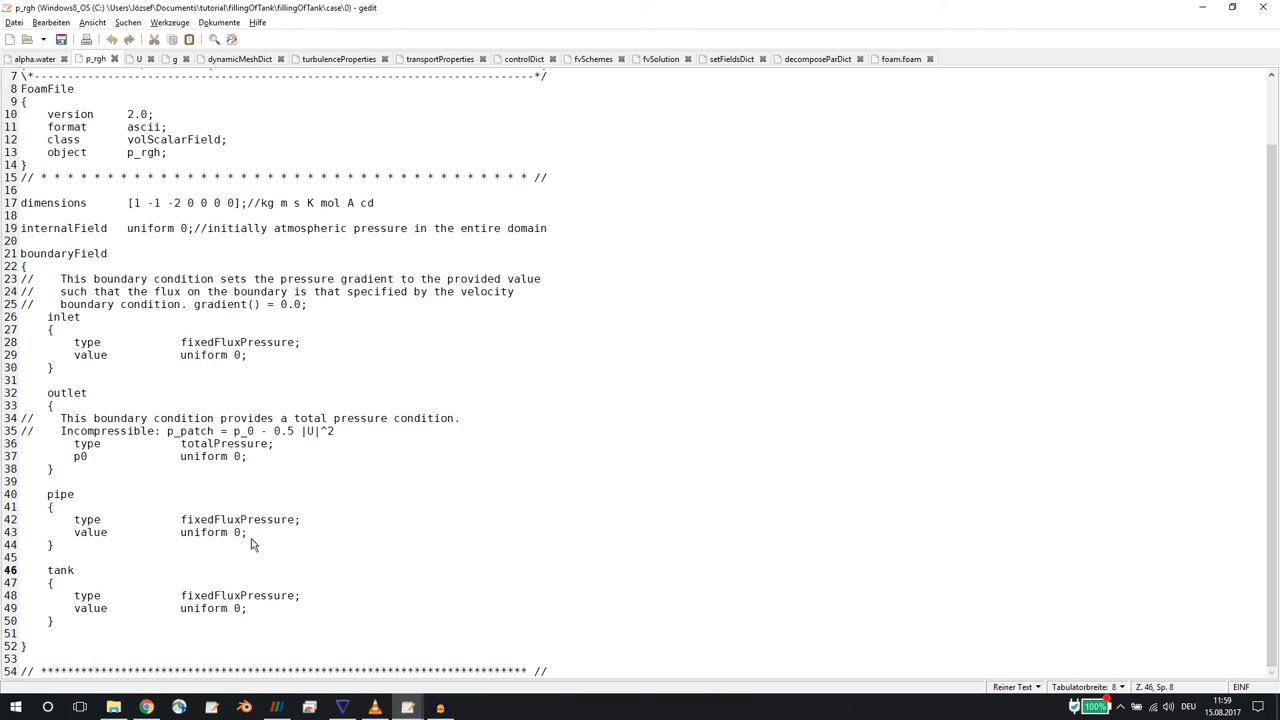 p_rgh (Windows8_OS (C:) \Users\József\Documents\tutorial\fillingOfTank\fillingOfTank\case\0) - gedit
Datei Bearbeiten Ansicht Suchen Werkzeuge Dokumente Hilfe
alpha.water p_rgh U g dynamicMeshDict turbulenceProperties transportProperties controlDict fvSchemes fvSolution setFieldsDict decomposeParDict foam.foam
7 \*---------------------------------------------------------------------------*/
8 FoamFile
9 {
10 version 2.0;
11 format ascii;
12 class volScalarField;
13 object p_rgh;
14 }
15 // * * * * * * * * * * * * * * * * * * * * * * * * * * * * * * * * * * * * * //
16
17 dimensions [1 -1 -2 0 0 0 0];//kg m s K mol A cd
18
19 internalField uniform 0;//initially atmospheric pressure in the entire domain
20
21 boundaryField
22 {
23 // This boundary condition sets the pressure gradient to the provided value
24 // such that the flux on the boundary is that specified by the velocity
25 // boundary condition. gradient() = 0.0;
26 inlet
27 {
28 type fixedFluxPressure;
29 value uniform 0;
30 }
31
32 outlet
33 {
34 // This boundary condition provides a total pressure condition.
35 // Incompressible: p_patch = p_0 - 0.5 |U|^2
36 type totalPressure;
37 p0 uniform 0;
38 }
39
40 pipe
41 {
42 type fixedFluxPressure;
43 value uniform 0;
44 }
45
46 tank
47 {
48 type fixedFluxPressure;
49 value uniform 0;
50 }
51
52 }
53
54 // ************************************************************************* //
Reiner Text Tabulatorbreite: 8 Z. 46, Sp. 8 EINF
100% DEU 11:59
15.08.2017